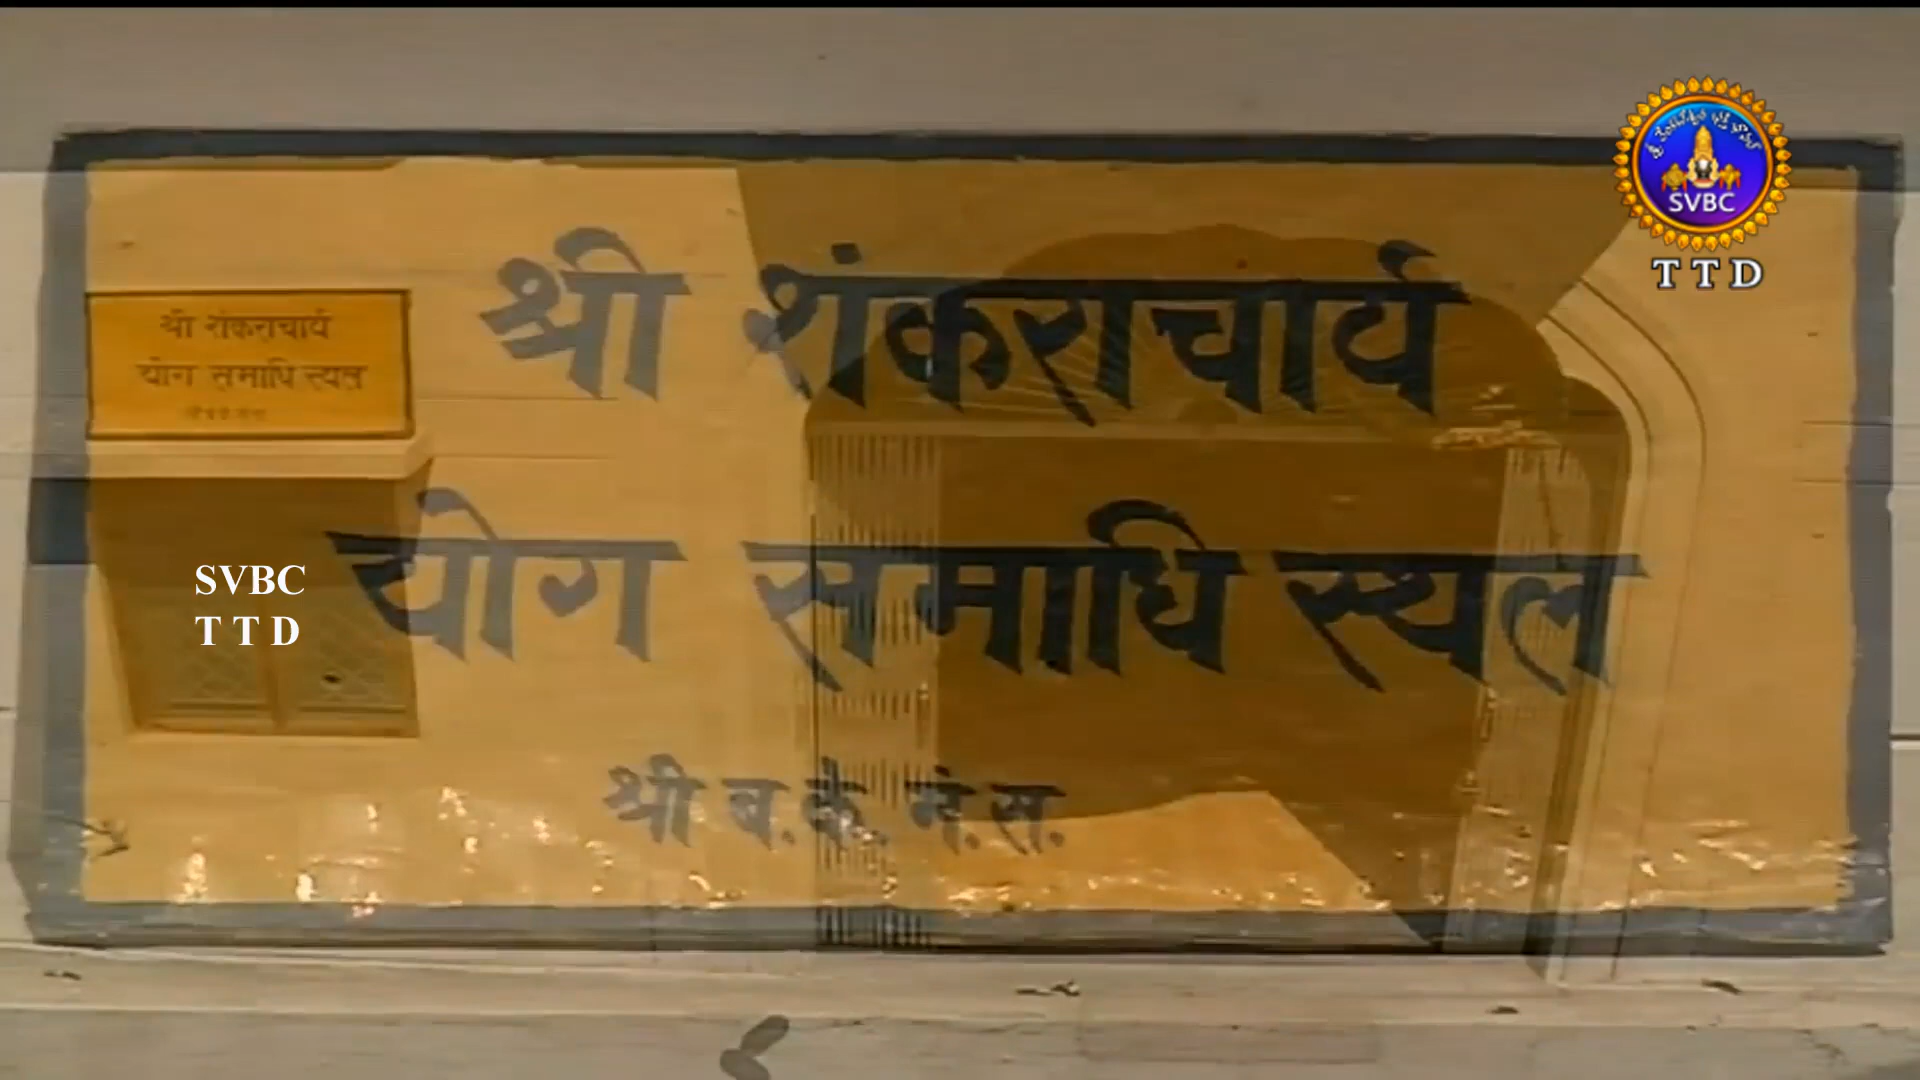 श्री शंकराचार्य
योग समाधि स्थल
श्री ब.के. मं.स.
श्री शंकराचार्य
योग समाधि स्थल
SVBC
T T D
SVBC
T T D